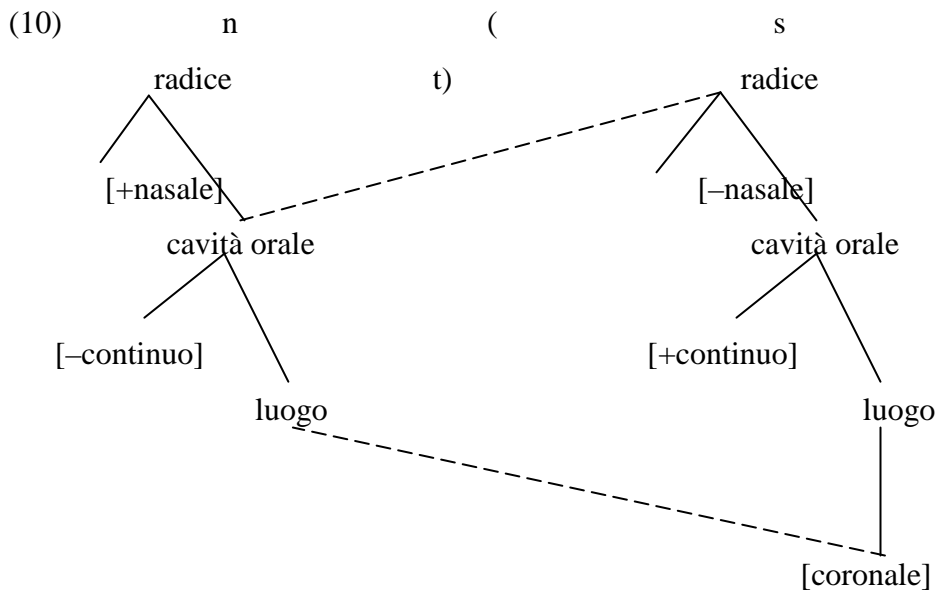 (10) n ( s
radice t) radice
[+nasale] [–nasale]
cavità orale cavità orale
[–continuo] [+continuo]
luogo luogo
[coronale]